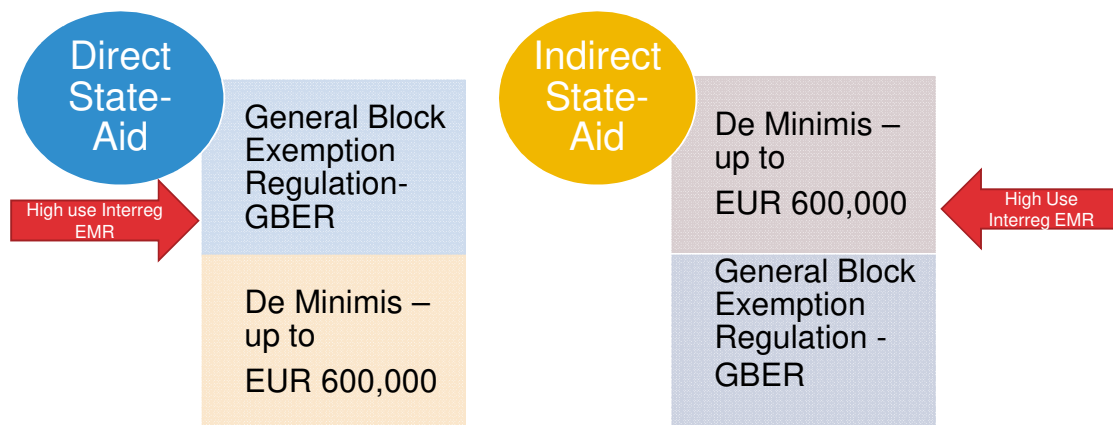 Direct
State-
Aid
General Block
Exemption
Regulation-
GBER
High use Interreg
EMR
De Minimis –
up to
EUR 600,000
Indirect
State-
Aid
De Minimis –
up to
EUR 600,000
High Use
Interreg EMR
General Block
Exemption
Regulation -
GBER